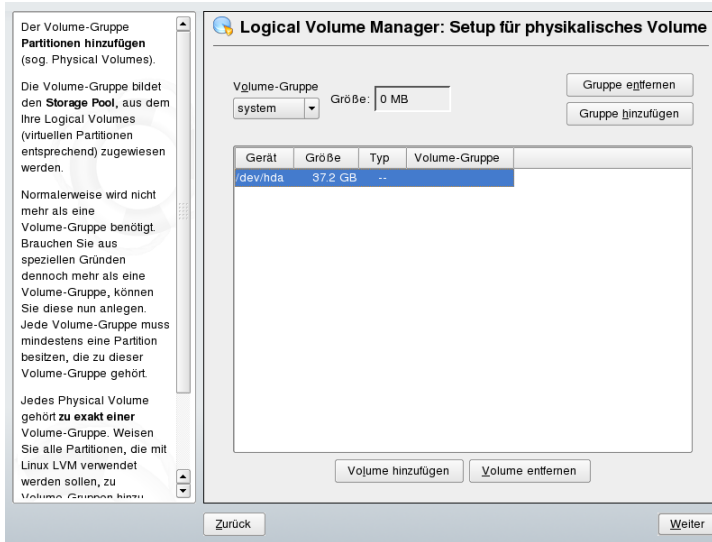 Der Volume-Gruppe
Partitionen hinzufügen
(sog. Physical Volumes).
Die Volume-Gruppe bildet
den Storage Pool, aus dem
Ihre Logical Volumes
(virtuellen Partitionen
entsprechend) zugewiesen
werden.
Normalerweise wird nicht
mehr als eine
Volume-Gruppe benötigt.
Brauchen Sie aus
speziellen Gründen
dennoch mehr als eine
Volume-Gruppe, können
Sie diese nun anlegen.
Jede Volume-Gruppe muss
mindestens eine Partition
besitzen, die zu dieser
Volume-Gruppe gehört.
Jedes Physical Volume
gehört zu exakt einer
Volume-Gruppe. Weisen
Sie alle Partitionen, die mit
Linux LVM verwendet
werden sollen, zu
Volume-Gruppen hinzu
Logical Volume Manager: Setup für physikalisches Volume
Volume-Gruppe
system
Größe: 0 MB
Gruppe entfernen
Gruppe hinzufügen
Gerät Größe Typ Volume-Gruppe
/dev/hda 37.2 GB --
Volume hinzufügen Volume entfernen
Zurück Weiter